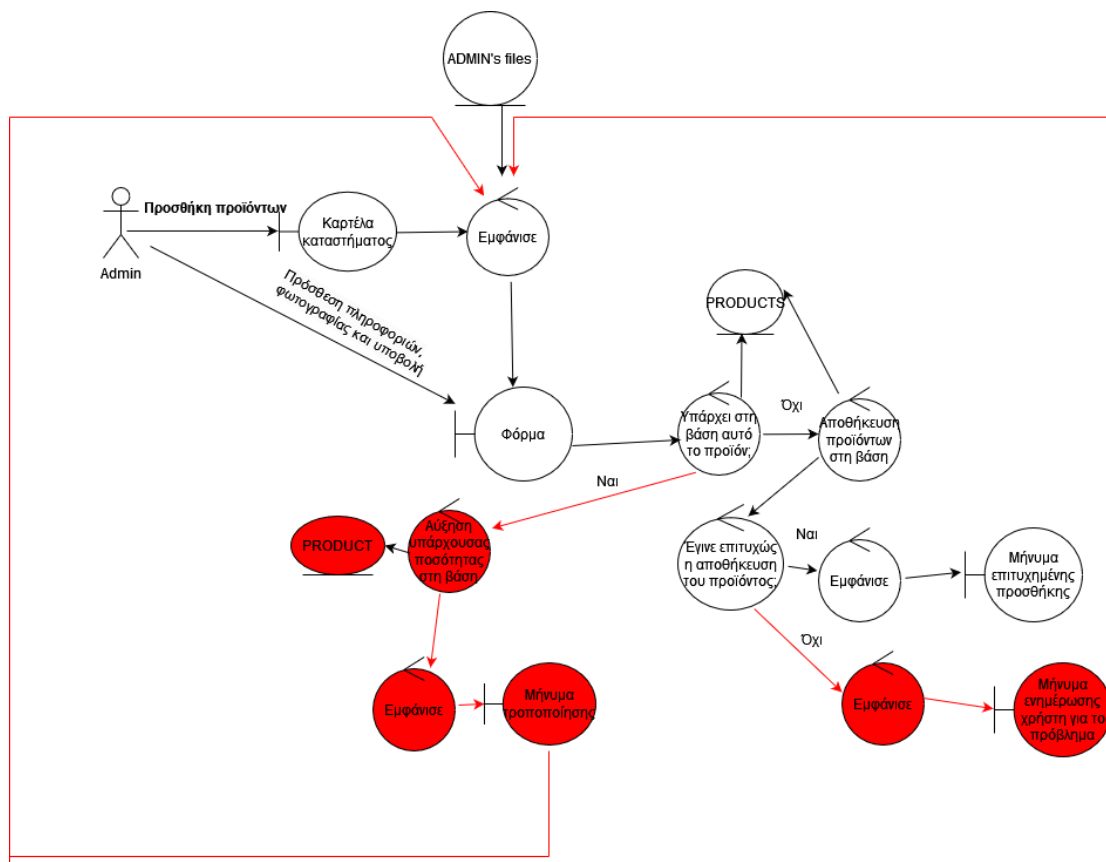 ADMIN's files
Προσθήκη προϊόντων
Καρτέλα
καταστήματος
Εμφάνισε
Admin
Πρόσθεση πληροφοριών,
φωτογραφίας και υποβολή
PRODUCTS
Φόρμα
Υπάρχει στη
βάση αυτό
το προϊόν;
Όχι
Αποθήκευση
προϊόντων
στη βάση
Ναι
PRODUCT
Αύξηση
υπάρχουσας
ποσότητας
στη βάση
Έγινε επιτυχώς
η αποθήκευση
του προϊόντος;
Ναι
Εμφάνισε
Μήνυμα
επιτυχημένης
προσθήκης
Όχι
Εμφάνισε
Μήνυμα
τροποποίησης
Εμφάνισε
Μήνυμα
ενημέρωσης
χρήστη για το
πρόβλημα